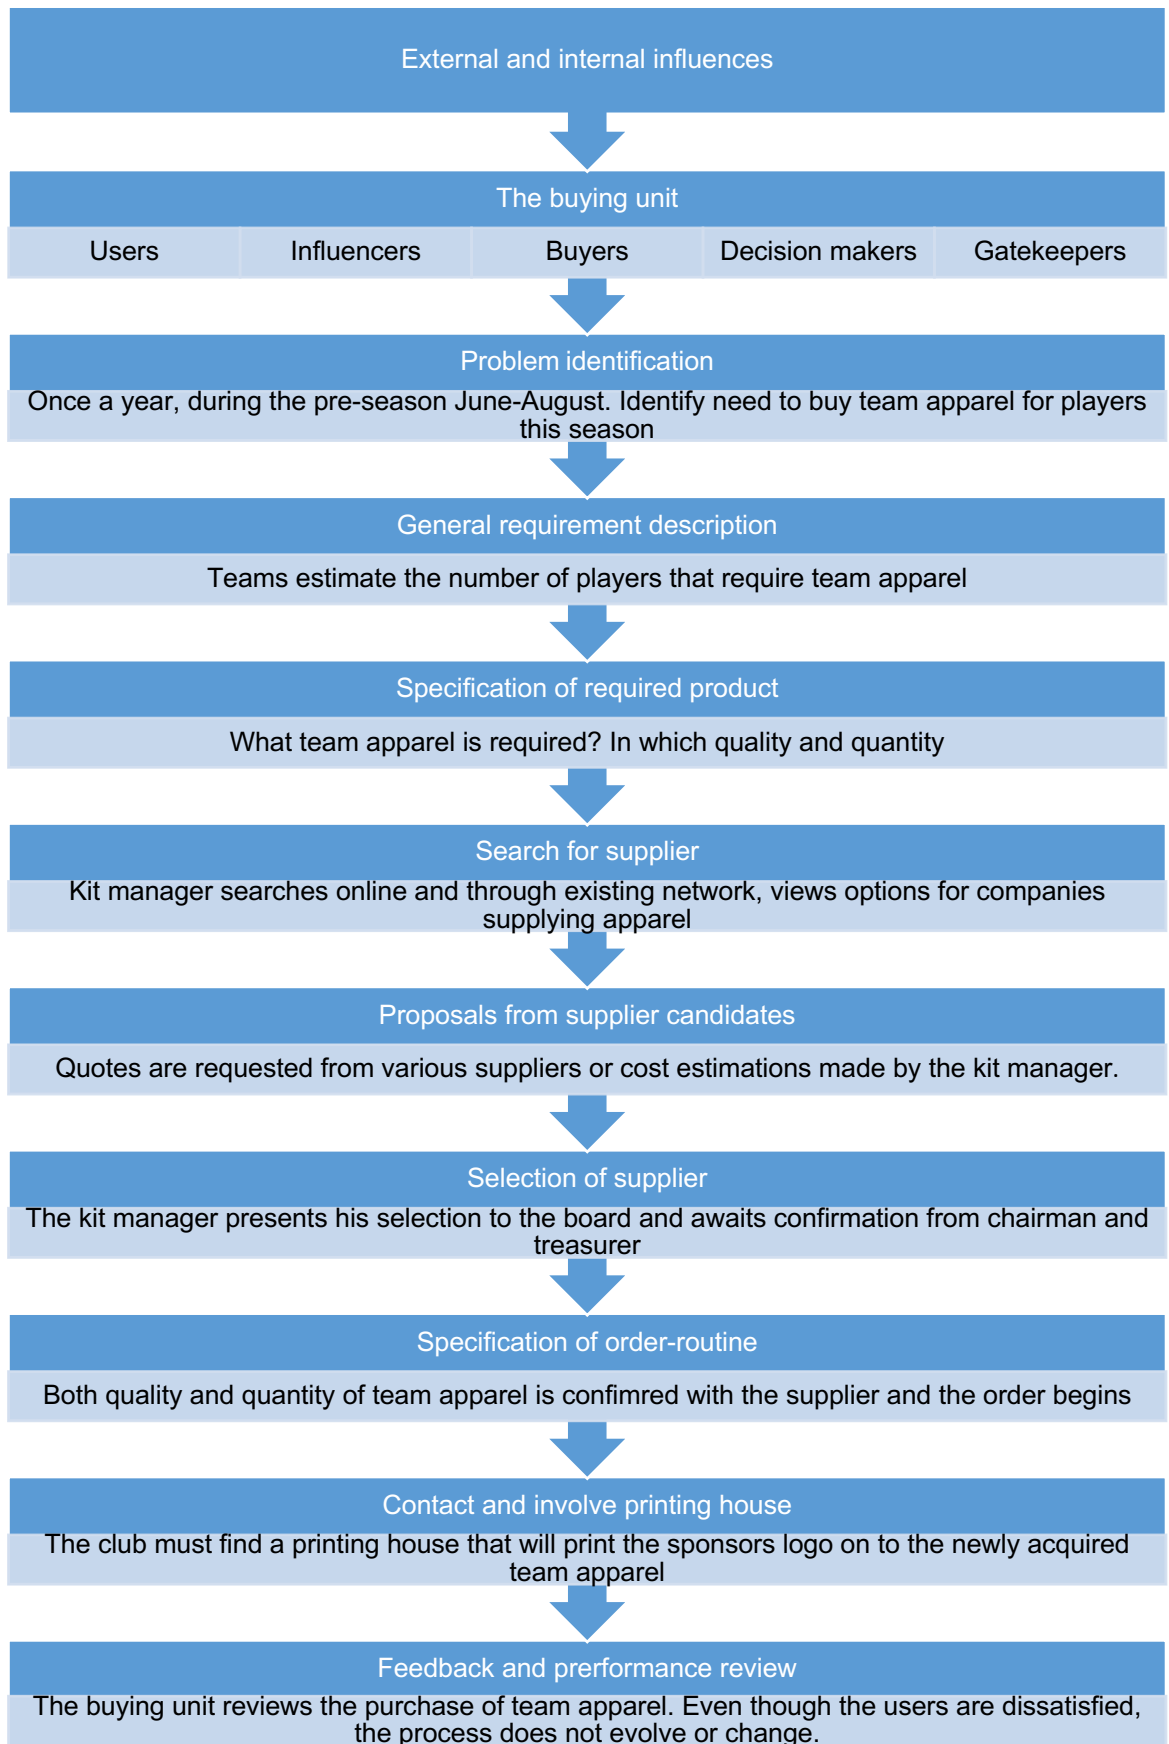 External and internal influences
The buying unit
Users Influencers Buyers Decision makers Gatekeepers
Problem identification
Once a year, during the pre-season June-August. Identify need to buy team apparel for players
this season
General requirement description
Teams estimate the number of players that require team apparel
Specification of required product
What team apparel is required? In which quality and quantity
Search for supplier
Kit manager searches online and through existing network, views options for companies
supplying apparel
Proposals from supplier candidates
Quotes are requested from various suppliers or cost estimations made by the kit manager.
Selection of supplier
The kit manager presents his selection to the board and awaits confirmation from chairman and
treasurer
Specification of order-routine
Both quality and quantity of team apparel is confimred with the supplier and the order begins
Contact and involve printing house
The club must find a printing house that will print the sponsors logo on to the newly acquired
team apparel
Feedback and prerformance review
The buying unit reviews the purchase of team apparel. Even though the users are dissatisfied,
the process does not evolve or change.